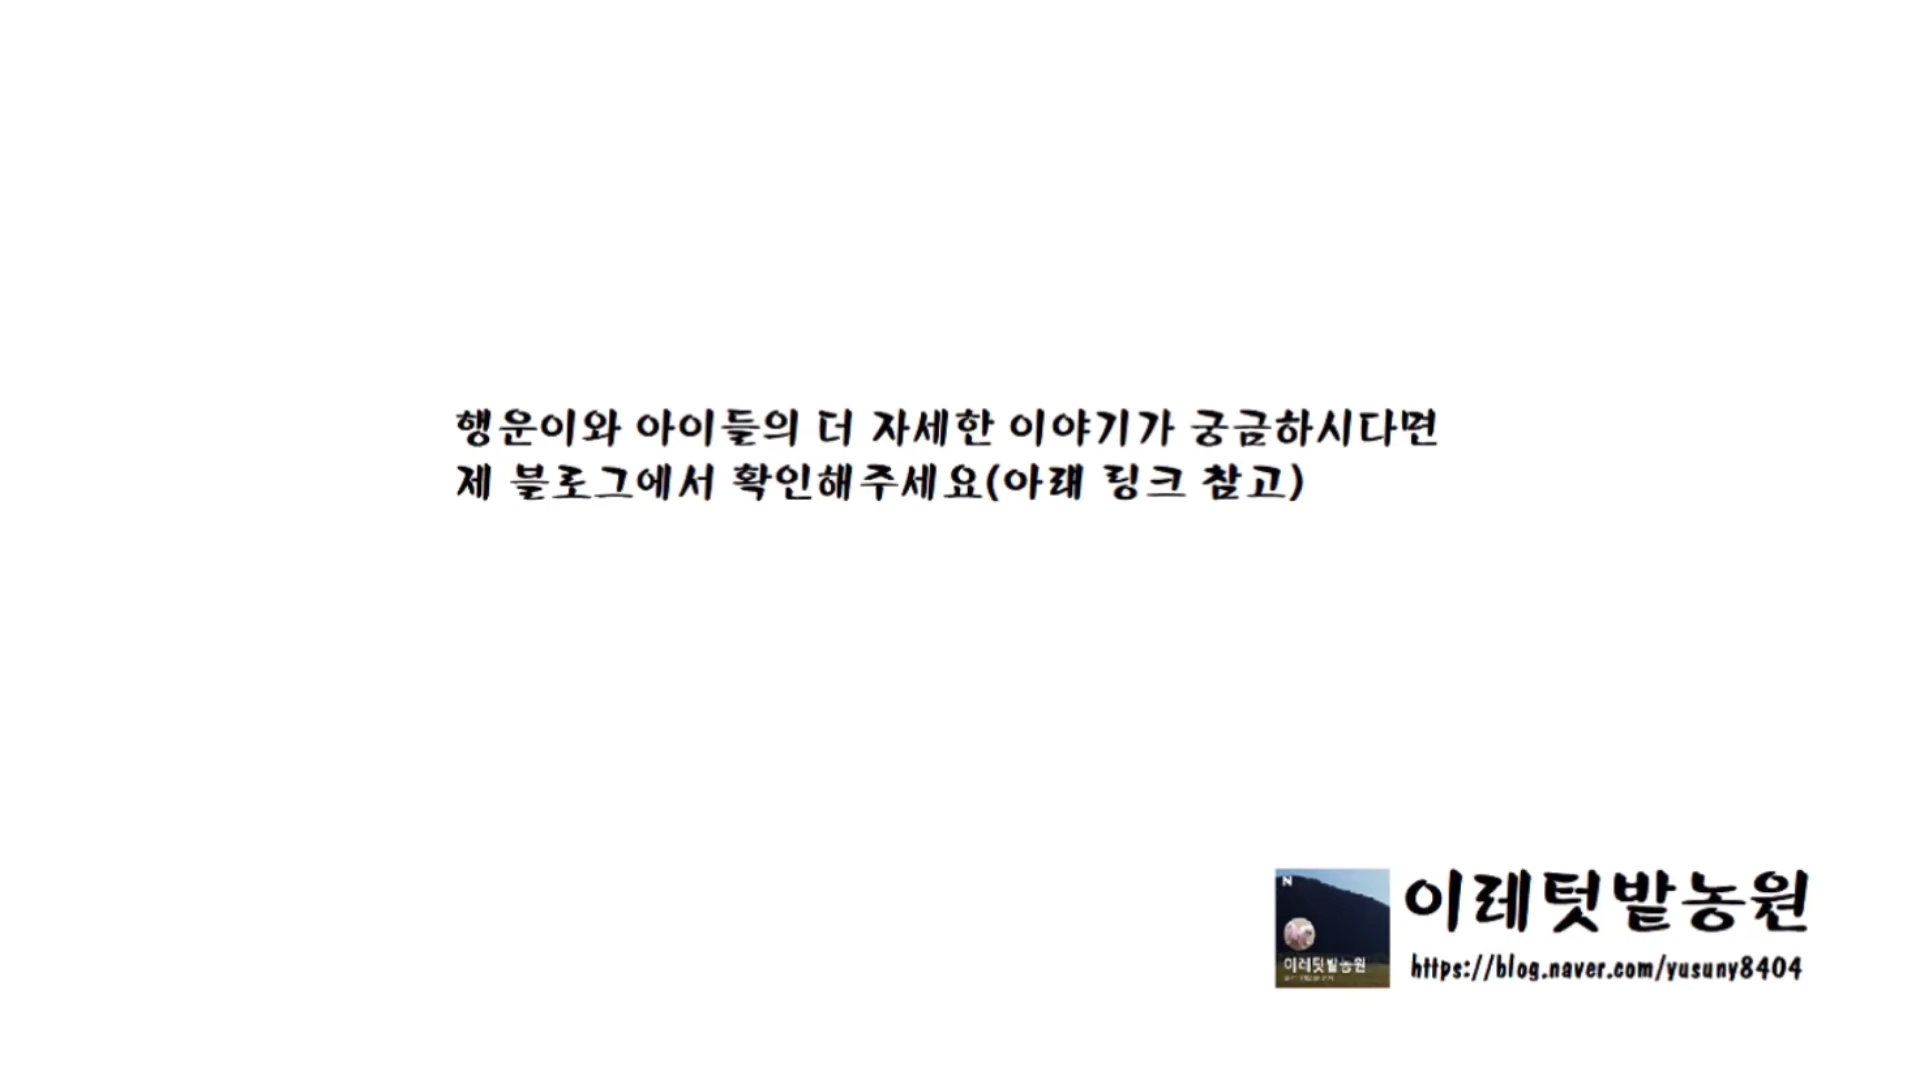 행운이와 아이들의 더 자세한 이야기가 궁금하시다면
제 블로그에서 확인해주세요(아래 링크 참고)
이레텃밭농원
https://blog.naver.com/yusuny8404
N
이레텃밭농원